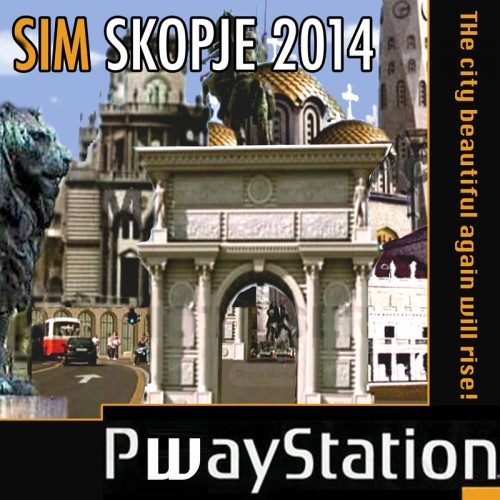 SIM SKOPJE 2014
THe city beautiful again will rise!
PwayStation